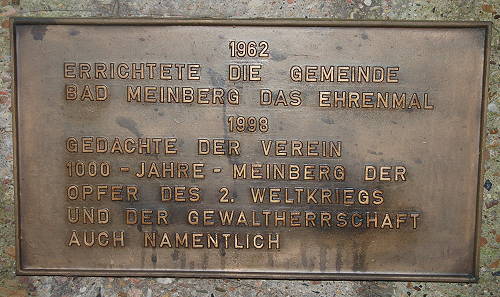 1962
ERRICHTETE DIE GEMEINDE
BAD MEINBERG DAS EHRENMAL
1998
GEDACHTE DER VEREIN
1000 - JAHRE - MEINBERG DER
OPFER DES 2. WELTKRIEGS
UND DER GEWALTHERRSCHAFT
AUCH NAMENTLICH